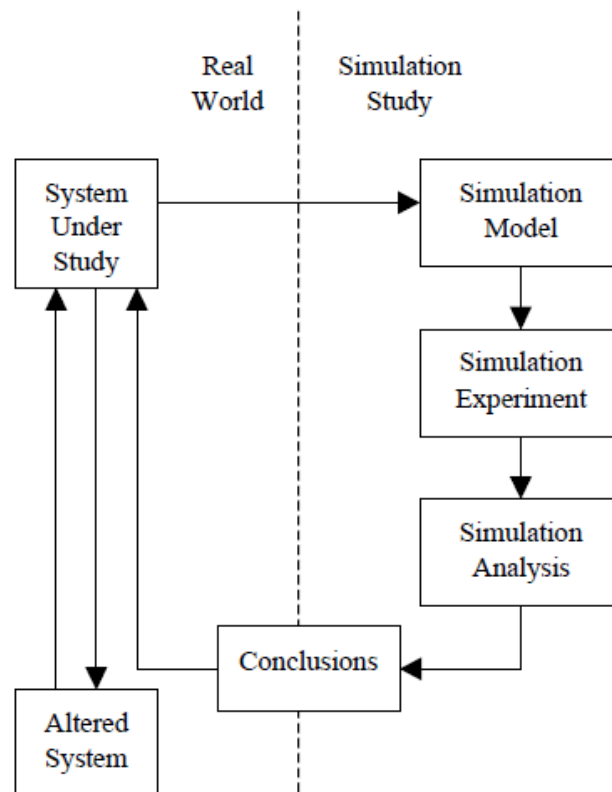 Real
World
Simulation
Study
System
Under
Study
Simulation
Model
Simulation
Experiment
Simulation
Analysis
Conclusions
Altered
System